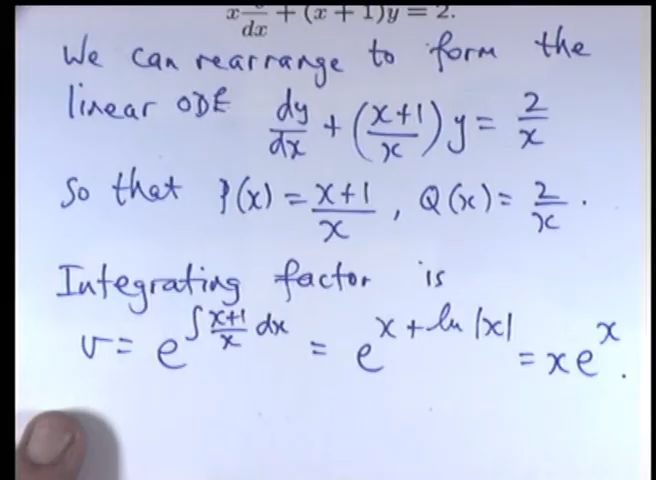 x dy/dx + (x + 1)y = 2.
We can rearrange to form the
linear ODE dy/dx + (x+1/x) y = 2/x
So that P(x) = x+1/x , Q(x) = 2/x .
Integrating factor is
v = e^∫ x+1/x dx = e^x + ln |x| = x e^x .